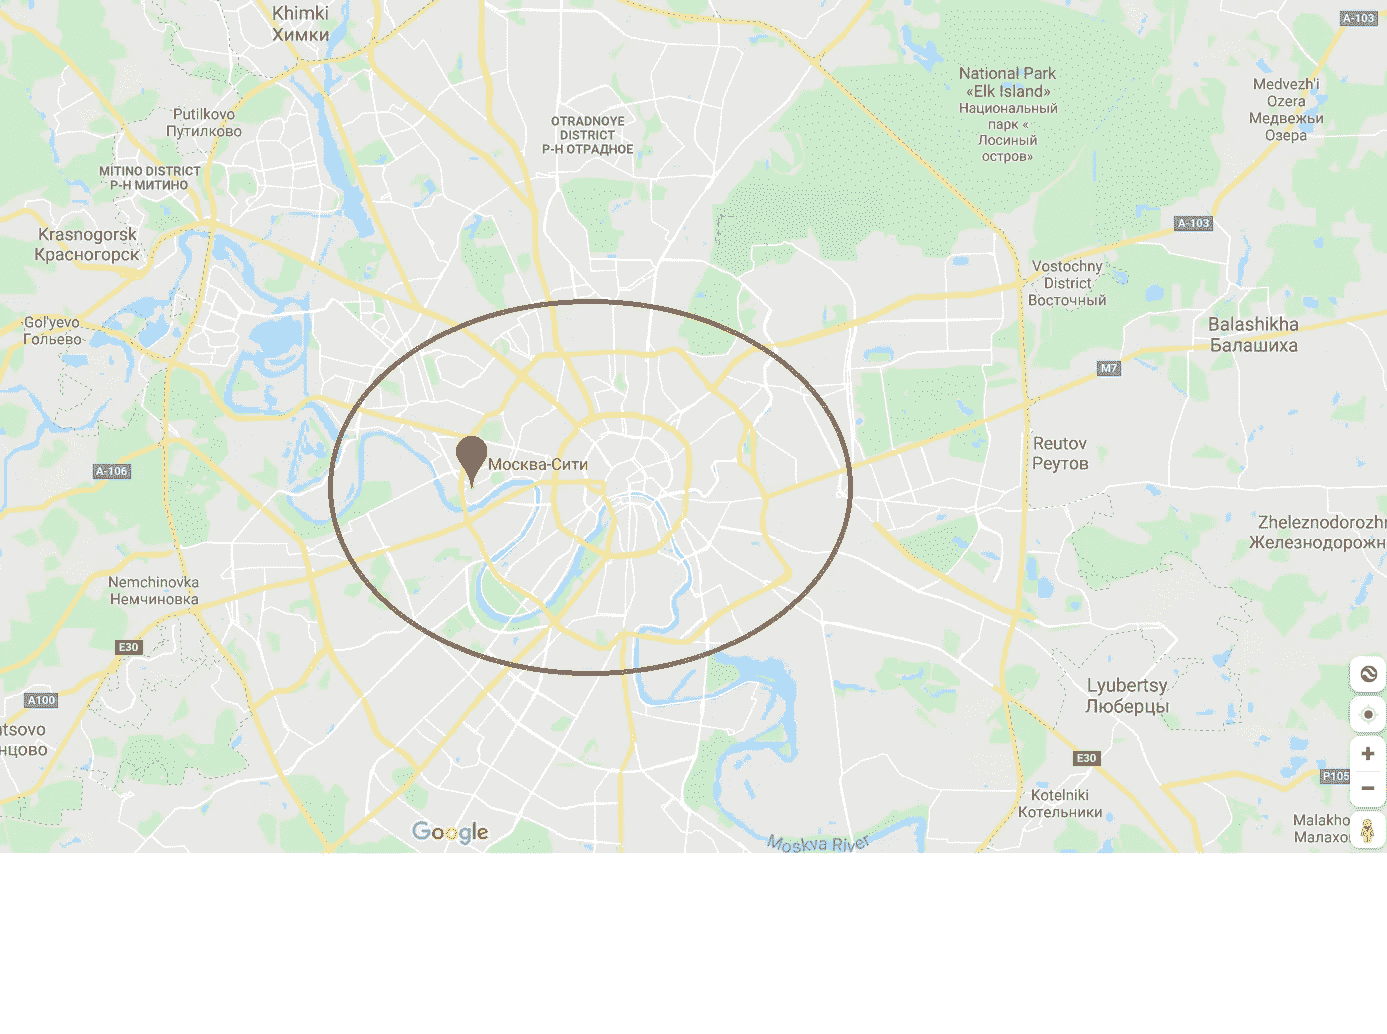 Khimki
Химки
A-103
National Park
«Elk Island»
Национальный
парк «
Лосиный
остров»
Medvezh'i
Ozera
Медвежьи
Озера
Putilkovo
Путилково
OTRADNOYE
DISTRICT
Р-Н ОТРАДНОЕ
MITINO DISTRICT
Р-Н МИТИНО
A-103
Krasnogorsk
Красногорск
Vostochny
District
Восточный
Gol'yevo
Гольево
Balashikha
Балашиха
M7
Москва-Сити
Reutov
Реутов
A-106
Zheleznodorozhn
Железнодорожн
Nemchinovka
Немчиновка
E30
A100
ntsovo
нцово
Lyubertsy
Люберцы
E30
P105
Kotelniki
Котельники
Malakho
Малахо
Google
Moskva River